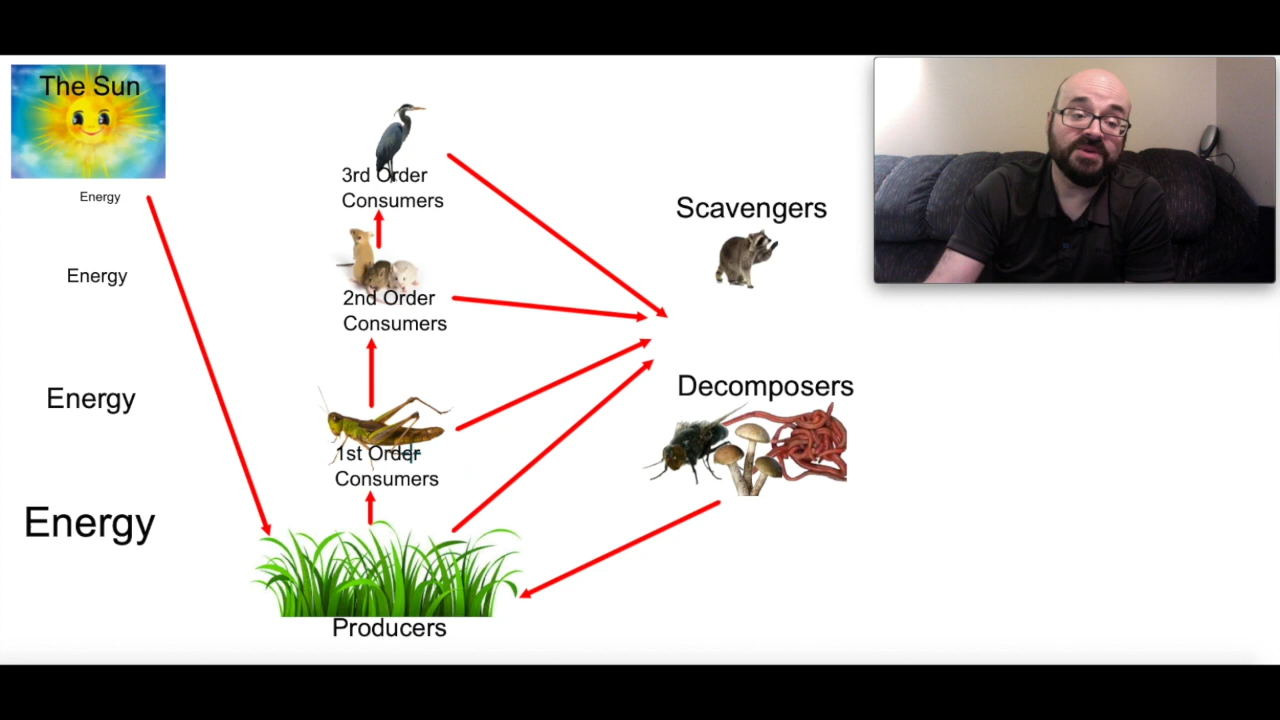 The Sun
Energy
Energy
Energy
Energy
3rd Order
Consumers
2nd Order
Consumers
1st Order
Consumers
Producers
Scavengers
Decomposers